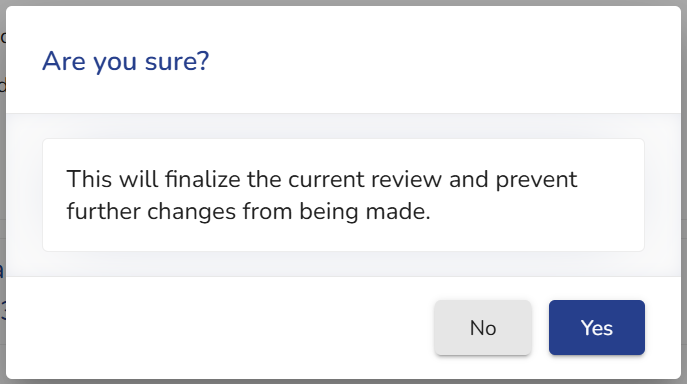 Are you sure?
This will finalize the current review and prevent
further changes from being made.
No
Yes